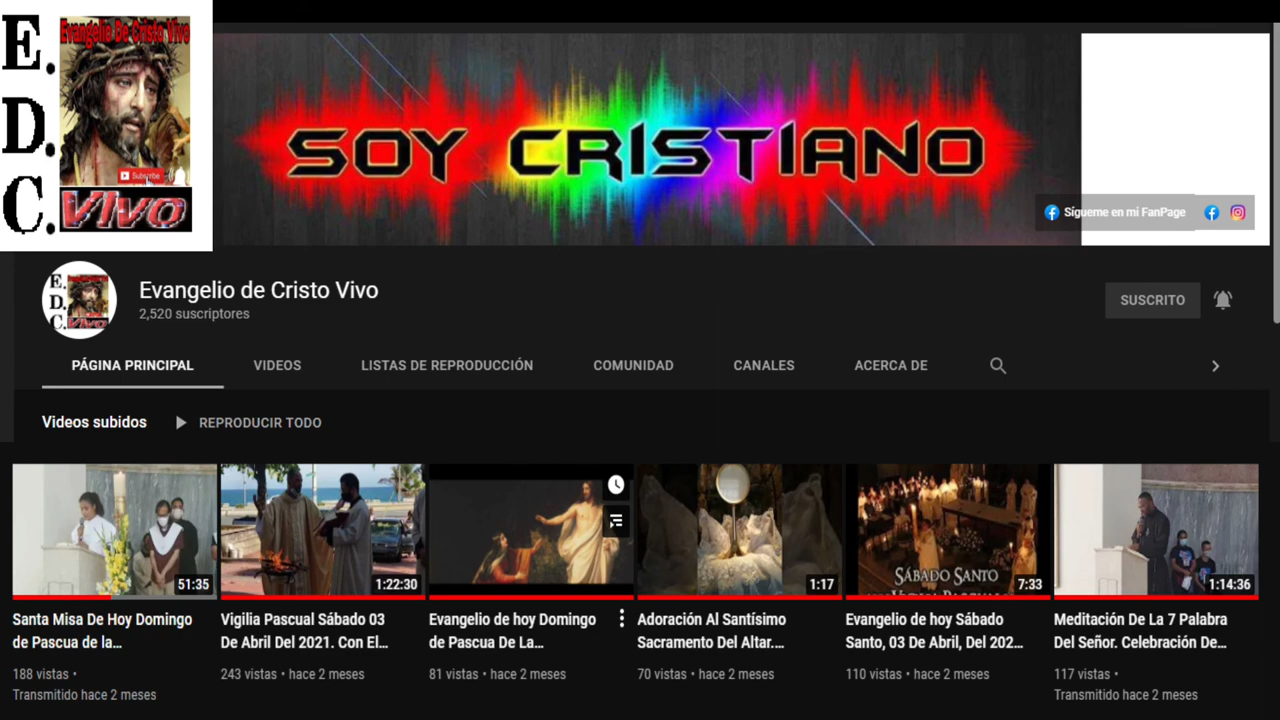 E.
D.
C.
Evangelio De Cristo Vivo
Subscribe
VIvo
SOY CRISTIANO
Sígueme en mi FanPage
E.
D.
C.
Vivo
Evangelio de Cristo Vivo
2,520 suscriptores
SUSCRITO
PÁGINA PRINCIPAL
VIDEOS
LISTAS DE REPRODUCCIÓN
COMUNIDAD
CANALES
ACERCA DE
Videos subidos
REPRODUCIR TODO
51:35
Santa Misa De Hoy Domingo
de Pascua de la...
188 vistas •
Transmitido hace 2 meses
1:22:30
Vigilia Pascual Sábado 03
De Abril Del 2021. Con El...
243 vistas • hace 2 meses
Evangelio de hoy Domingo
de Pascua De La...
81 vistas • hace 2 meses
1:17
Adoración Al Santísimo
Sacramento Del Altar....
70 vistas • hace 2 meses
SÁBADO SANTO
7:33
Evangelio de hoy Sábado
Santo, 03 De Abril, Del 202...
110 vistas • hace 2 meses
1:14:36
Meditación De La 7 Palabra
Del Señor. Celebración De...
117 vistas •
Transmitido hace 2 meses